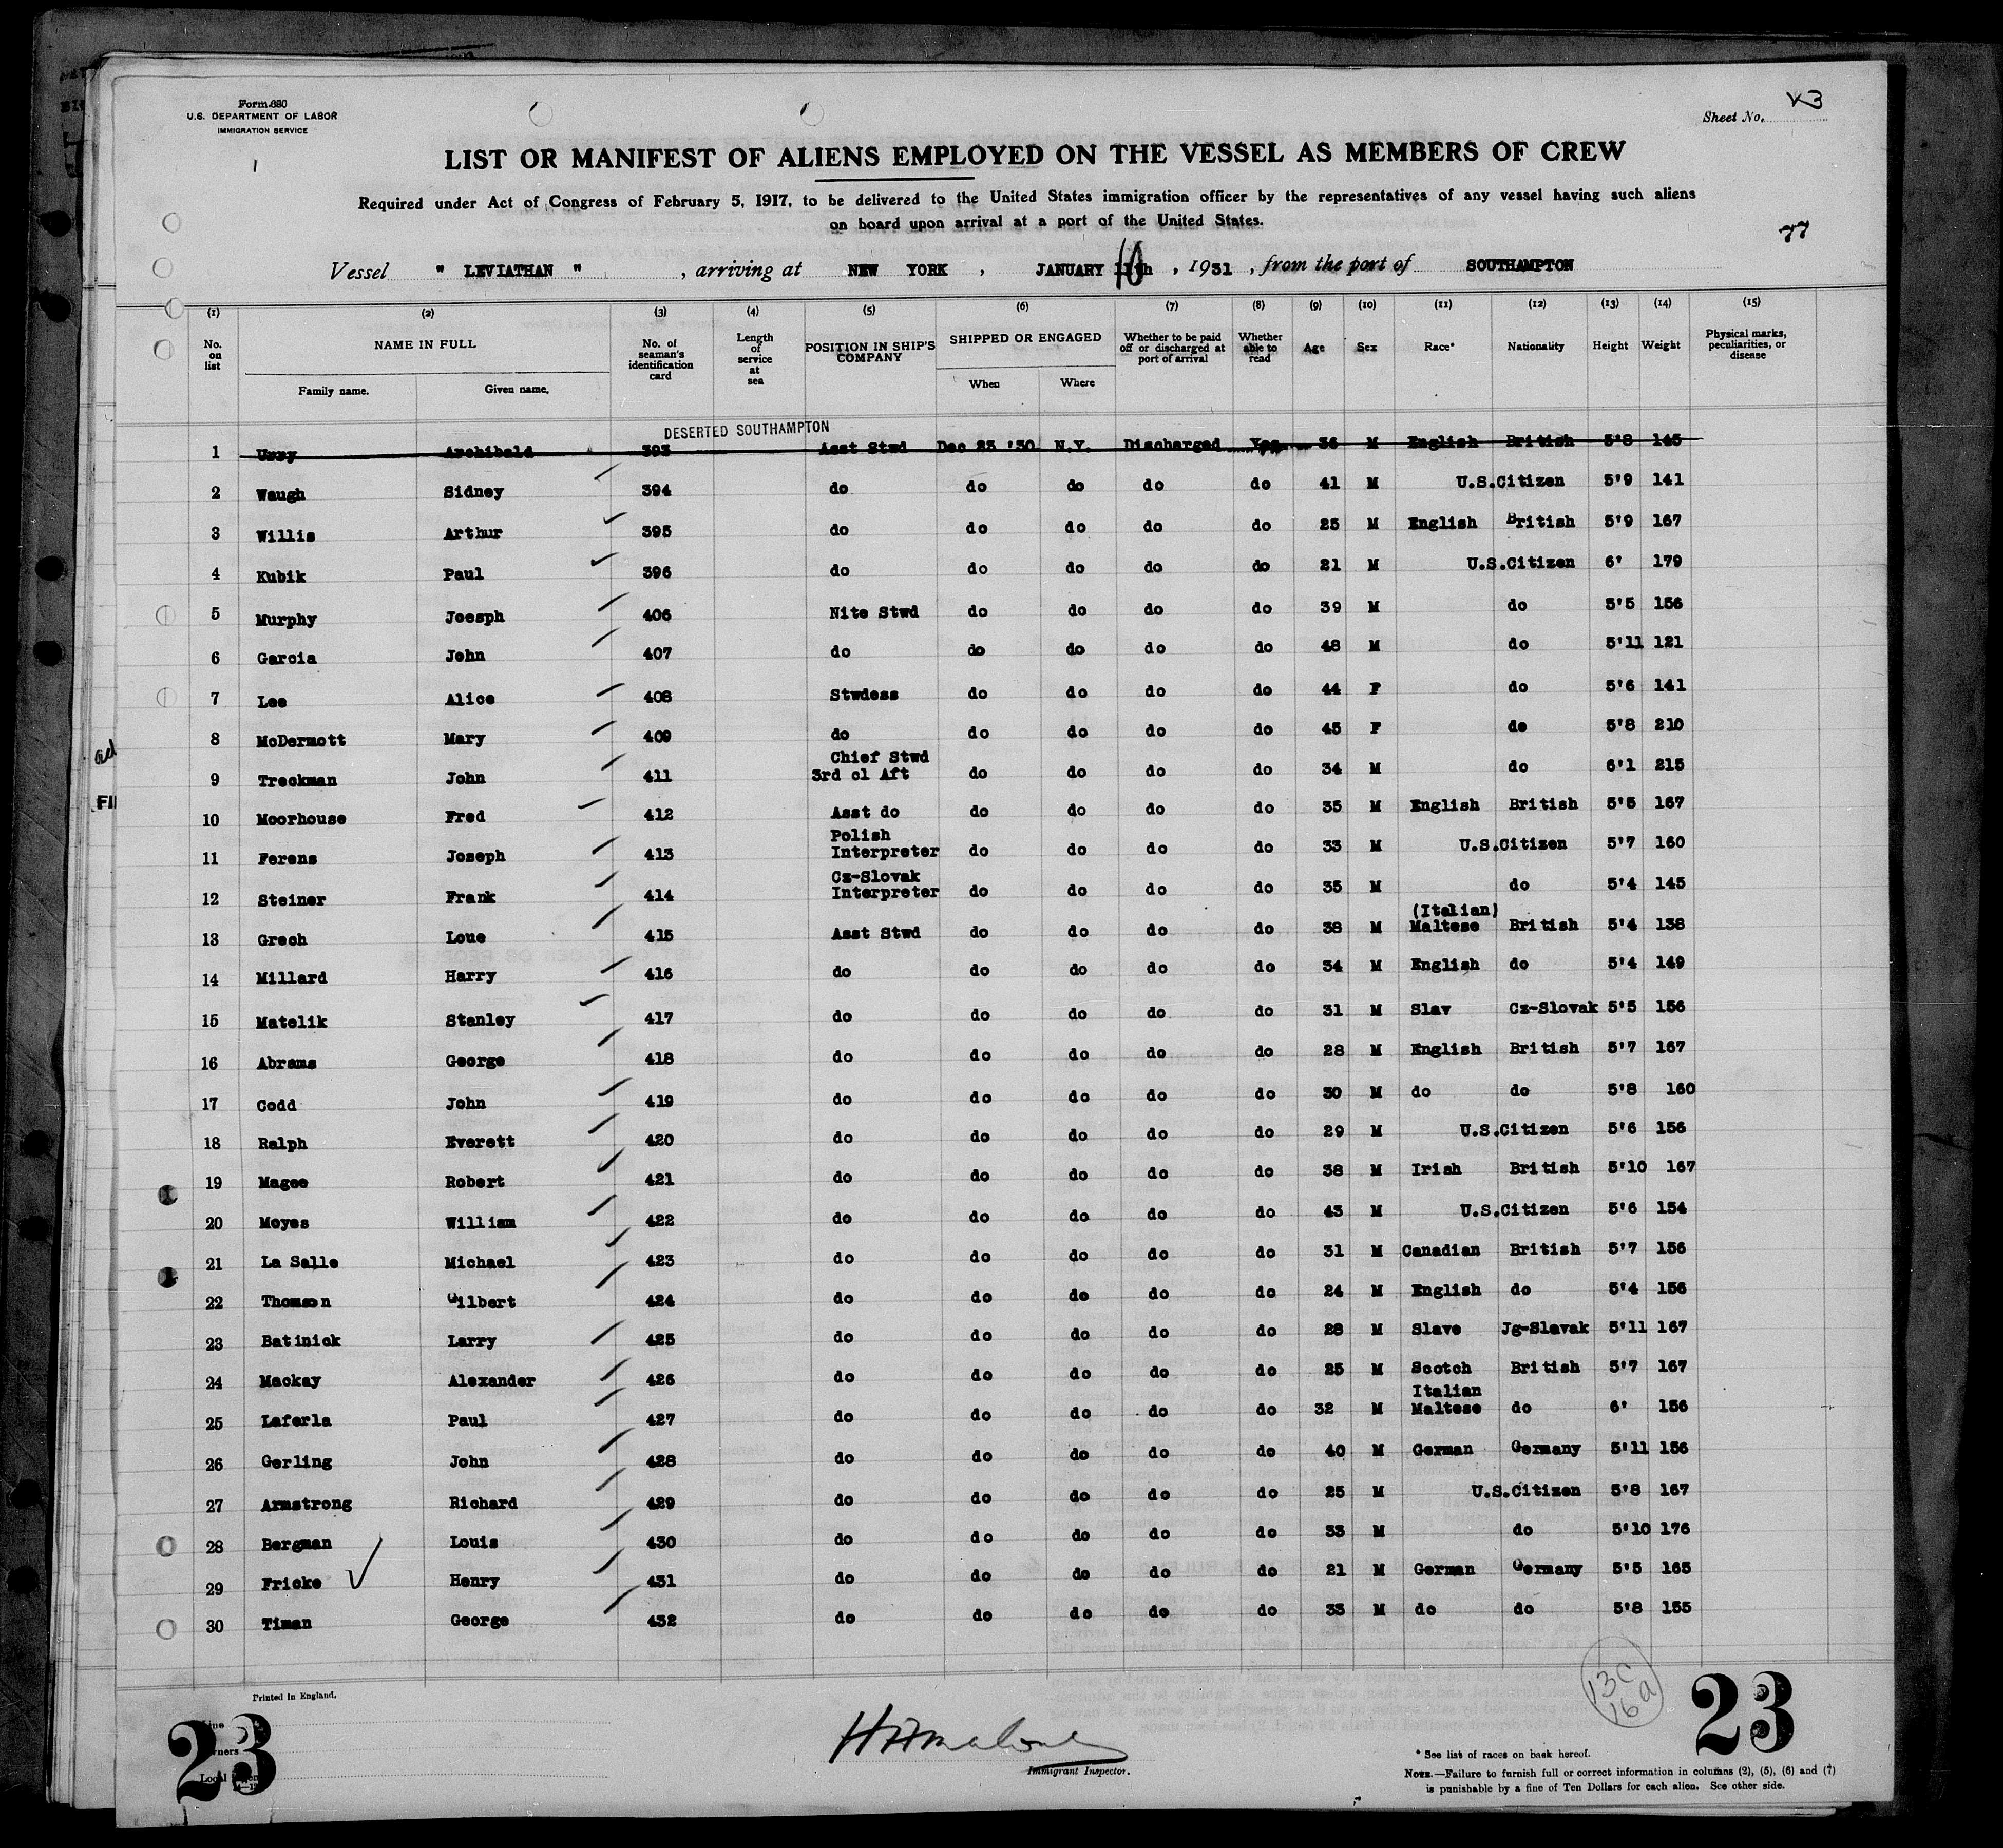 Form 680
U.S. DEPARTMENT OF LABOR
IMMIGRATION SERVICE
Sheet No.
LIST OR MANIFEST OF ALIENS EMPLOYED ON THE VESSEL AS MEMBERS OF CREW
Required under Act of Congress of February 5, 1917, to be delivered to the United States immigration officer by the representatives of any vessel having such aliens
on board upon arrival at a port of the United States.
77
Vessel " LEVIATHAN " , arriving at NEW YORK , JANUARY 10 , 1931 , from the port of SOUTHAMPTON
(1) (2) (3) (4) (5) (6) (7) (8) (9) (10) (11) (12) (13) (14) (15)
No. on list NAME IN FULL Family name. Given name. No. of seaman's identification card Length of service at sea POSITION IN SHIP'S COMPANY SHIPPED OR ENGAGED When Where Whether to be paid off or discharged at port of arrival Whether able to read Age Sex Race* Nationality Height Weight Physical marks, peculiarities, or disease
DESERTED SOUTHAMPTON
1 Urry Archibald 393 Asst Stwd Dec 23 '30 N.Y. Discharged Yes 36 M English British 5'8 145
2 Waugh Sidney 394 do do do do do 41 M U.S.Citizen 5'9 141
3 Willis Arthur 395 do do do do do 25 M English British 5'9 167
4 Kubik Paul 396 do do do do do 21 M U.S.Citizen 6' 179
5 Murphy Joesph 406 Nite Stwd do do do do 39 M do 5'5 156
6 Garcia John 407 do do do do do 48 M do 5'11 121
7 Lee Alice 408 Stwdess do do do do 44 F do 5'6 141
8 McDermott Mary 409 do do do do do 45 F do 5'8 210
9 Treckman John 411 Chief Stwd 3rd cl Aft do do do do 34 M do 6'1 215
10 Moorhouse Fred 412 Asst do do do do do 35 M English British 5'5 167
11 Ferens Joseph 413 Polish Interpreter do do do do 33 M U.S.Citizen 5'7 160
12 Steiner Frank 414 Cz-Slovak Interpreter do do do do 35 M do 5'4 145
13 Grech Loue 415 Asst Stwd do do do do 38 M (Italian) Maltese British 5'4 138
14 Millard Harry 416 do do do do do 34 M English do 5'4 149
15 Matelik Stanley 417 do do do do do 31 M Slav Cz-Slovak 5'5 156
16 Abrams George 418 do do do do do 28 M English British 5'7 167
17 Codd John 419 do do do do do 30 M do do 5'8 160
18 Ralph Everett 420 do do do do do 29 M U.S.Citizen 5'6 156
19 Magee Robert 421 do do do do do 38 M Irish British 5'10 167
20 Moyes William 422 do do do do do 43 M U.S.Citizen 5'6 154
21 La Salle Michael 423 do do do do do 31 M Canadian British 5'7 156
22 Thomson Gilbert 424 do do do do do 24 M English do 5'4 156
23 Batinick Larry 425 do do do do do 28 M Slave Jg-Slavak 5'11 167
24 Mackay Alexander 426 do do do do do 25 M Scotch British 5'7 167
25 Laferla Paul 427 do do do do do 32 M Italian Maltese do 6' 156
26 Gerling John 428 do do do do do 40 M German Germany 5'11 156
27 Armstrong Richard 429 do do do do do 25 M U.S.Citizen 5'8 167
28 Bergman Louis 430 do do do do do 33 M do 5'10 176
29 Fricke Henry 431 do do do do do 21 M German Germany 5'5 165
30 Timan George 432 do do do do do 33 M do do 5'8 155
Printed in England.
23
Immigrant Inspector.
13C
16a
23
* See list of races on back hereof.
NOTE.—Failure to furnish full or correct information in columns (2), (5), (6) and (7)
is punishable by a fine of Ten Dollars for each alien. See other side.